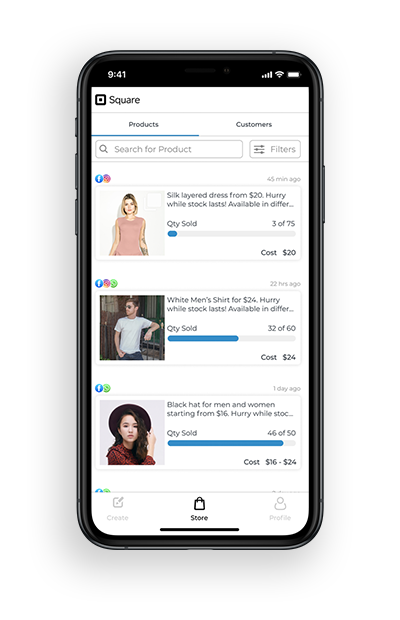 9:41
Square
Products Customers
Search for Product Filters
45 min ago
Silk layered dress from $20. Hurry
while stock lasts! Available in differ...
Qty Sold 3 of 75
Cost $20
22 hrs ago
White Men's Shirt for $24. Hurry
while stock lasts! Available in differ...
Qty Sold 32 of 60
Cost $24
1 day ago
Black hat for men and women
starting from $16. Hurry while stoc...
Qty Sold 46 of 50
Cost $16 - $24
Create Store Profile